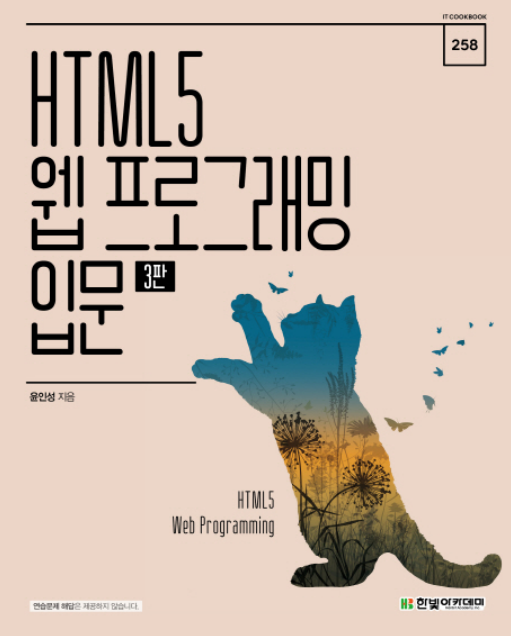 IT COOKBOOK
258
HTML5
웹 프로그래밍
입문 3판
윤인성 지음
HTML5
Web Programming
연습문제 해답은 제공하지 않습니다.
한빛아카데미